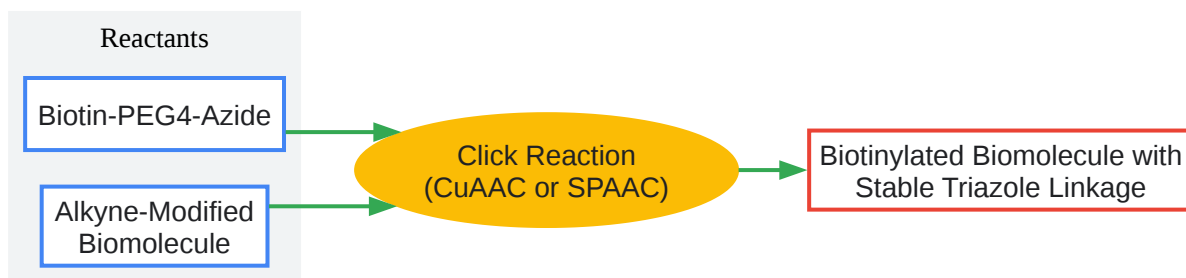 Reactants
Biotin-PEG4-Azide
Alkyne-Modified
Biomolecule
Click Reaction
(CuAAC or SPAAC)
Biotinylated Biomolecule with
Stable Triazole Linkage